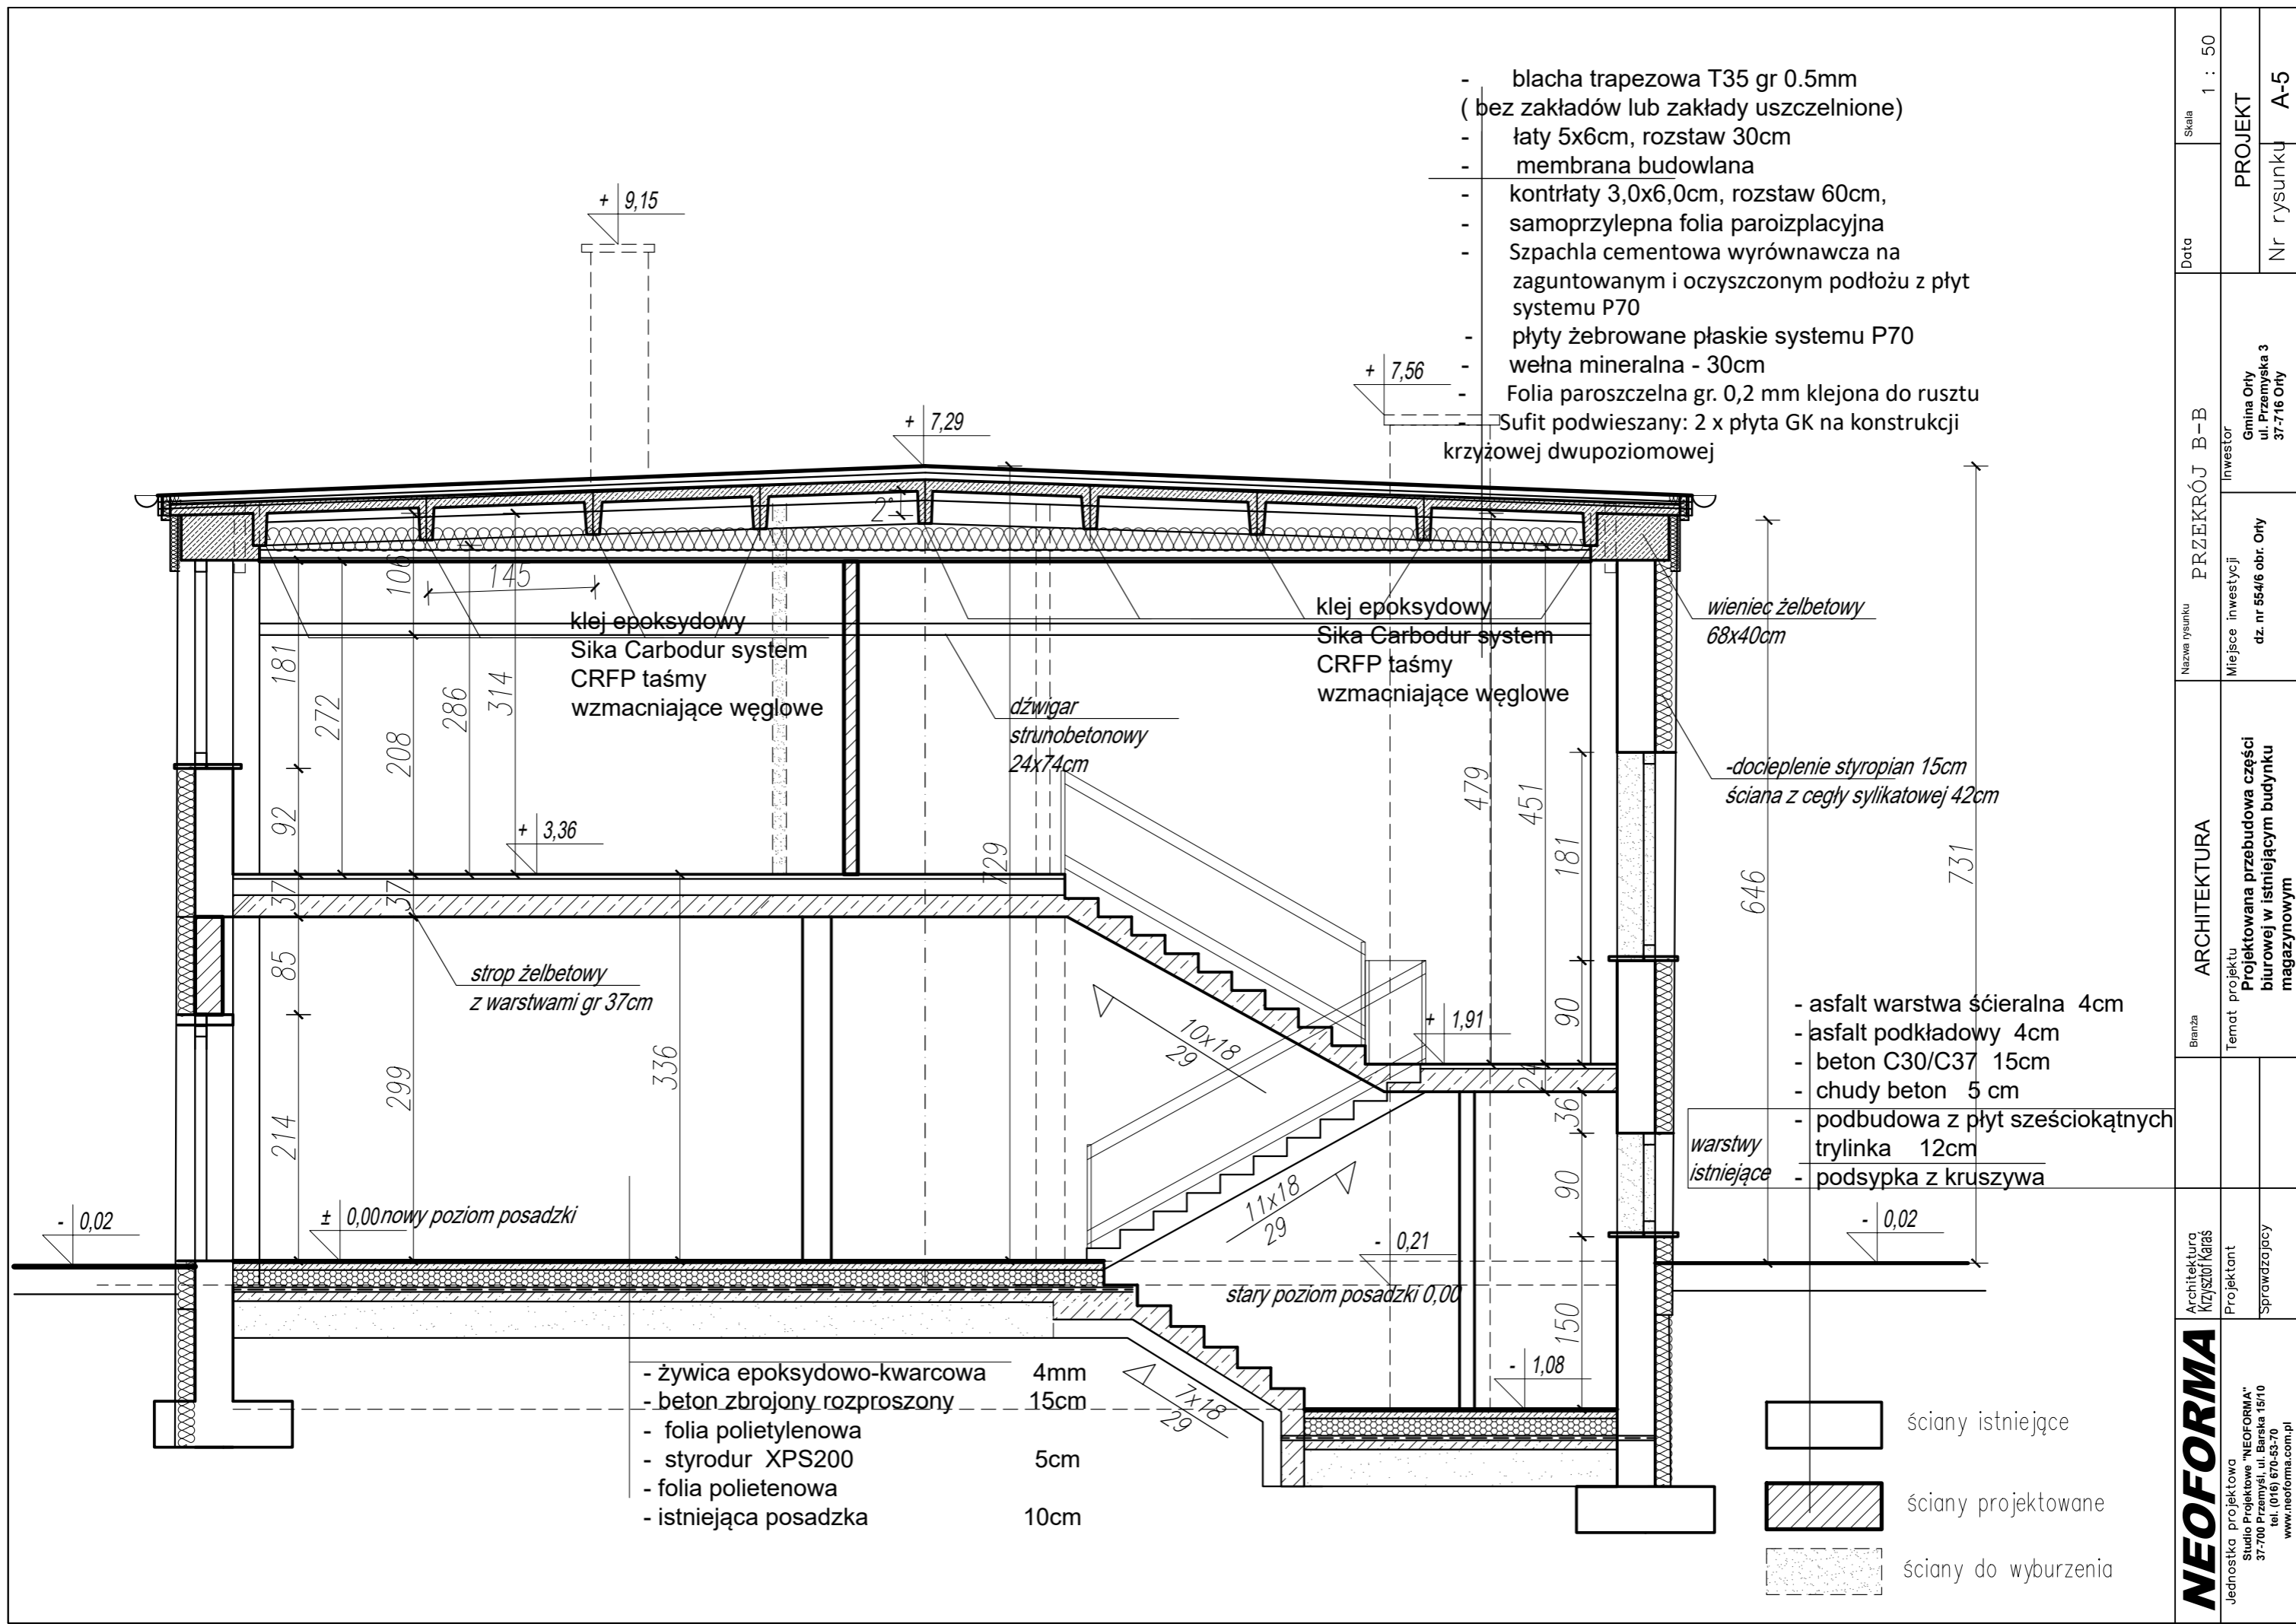 - blacha trapezowa T35 gr 0.5mm
( bez zakładów lub zakłady uszczelnione)
- łaty 5x6cm, rozstaw 30cm
- membrana budowlana
- kontrłaty 3,0x6,0cm, rozstaw 60cm,
- samoprzylepna folia paroizplacyjna
- Szpachla cementowa wyrównawcza na
zaguntowanym i oczyszczonym podłożu z płyt
systemu P70
- płyty żebrowane płaskie systemu P70
- wełna mineralna - 30cm
- Folia paroszczelna gr. 0,2 mm klejona do rusztu
- Sufit podwieszany: 2 x płyta GK na konstrukcji
krzyżowej dwupoziomowej
+ 9,15
+ 7,56
+ 7,29
2°
106
145
klej epoksydowy
Sika Carbodur system
CRFP taśmy
wzmacniające węglowe
klej epoksydowy
Sika Carbodur system
CRFP taśmy
wzmacniające węglowe
wieniec żelbetowy
68x40cm
181
272
208
286
314
dźwigar
strunobetonowy
24x74cm
-docieplenie styropian 15cm
ściana z cegły sylikatowej 42cm
479
451
92
+ 3,36
729
181
646
731
37
37
85
strop żelbetowy
z warstwami gr 37cm
90
10x18
29
+ 1,91
24
299
336
214
36
90
11x18
29
- asfalt warstwa śćieralna 4cm
- asfalt podkładowy 4cm
- beton C30/C37 15cm
- chudy beton 5 cm
- podbudowa z płyt sześciokątnych
trylinka 12cm
- podsypka z kruszywa
warstwy
istniejące
- 0,02
± 0,00 nowy poziom posadzki
- 0,21
- 0,02
stary poziom posadzki 0,00
150
- 1,08
7x18
29
- żywica epoksydowo-kwarcowa 4mm
- beton zbrojony rozproszony 15cm
- folia polietylenowa
- styrodur XPS200 5cm
- folia polietenowa
- istniejąca posadzka 10cm
ściany istniejące
ściany projektowane
ściany do wyburzenia
NEOFORMA
Jednostka projektowa
Studio Projektowe "NEOFORMA"
37-700 Przemyśl, ul. Barska 15/10
tel. (016) 670-53-70
www.neoforma.com.pl
Architektura
Krzysztof Karaś
Projektant
Sprawdzający
Branża
ARCHITEKTURA
Temat projektu
Projektowana przebudowa części
biurowej w istniejącym budynku
magazynowym
Nazwa rysunku
PRZEKRÓJ B-B
Miejsce inwestycji
dz. nr 554/6 obr. Orły
Inwestor
Gmina Orły
ul. Przemyska 3
37-716 Orły
Data
Skala
1 : 50
PROJEKT
Nr rysunku A-5